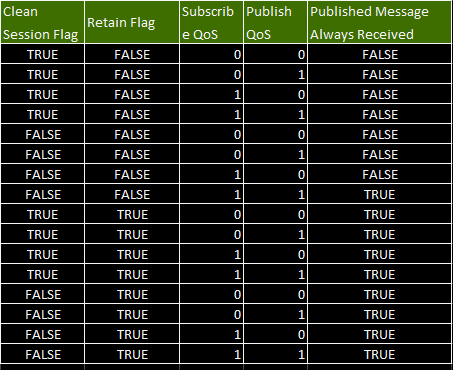 Clean Session Flag Retain Flag Subscribe QoS Publish QoS Published Message Always Received
TRUE FALSE 0 0 FALSE
TRUE FALSE 0 1 FALSE
TRUE FALSE 1 0 FALSE
TRUE FALSE 1 1 FALSE
FALSE FALSE 0 0 FALSE
FALSE FALSE 0 1 FALSE
FALSE FALSE 1 0 FALSE
FALSE FALSE 1 1 TRUE
TRUE TRUE 0 0 TRUE
TRUE TRUE 0 1 TRUE
TRUE TRUE 1 0 TRUE
TRUE TRUE 1 1 TRUE
FALSE TRUE 0 0 TRUE
FALSE TRUE 0 1 TRUE
FALSE TRUE 1 0 TRUE
FALSE TRUE 1 1 TRUE